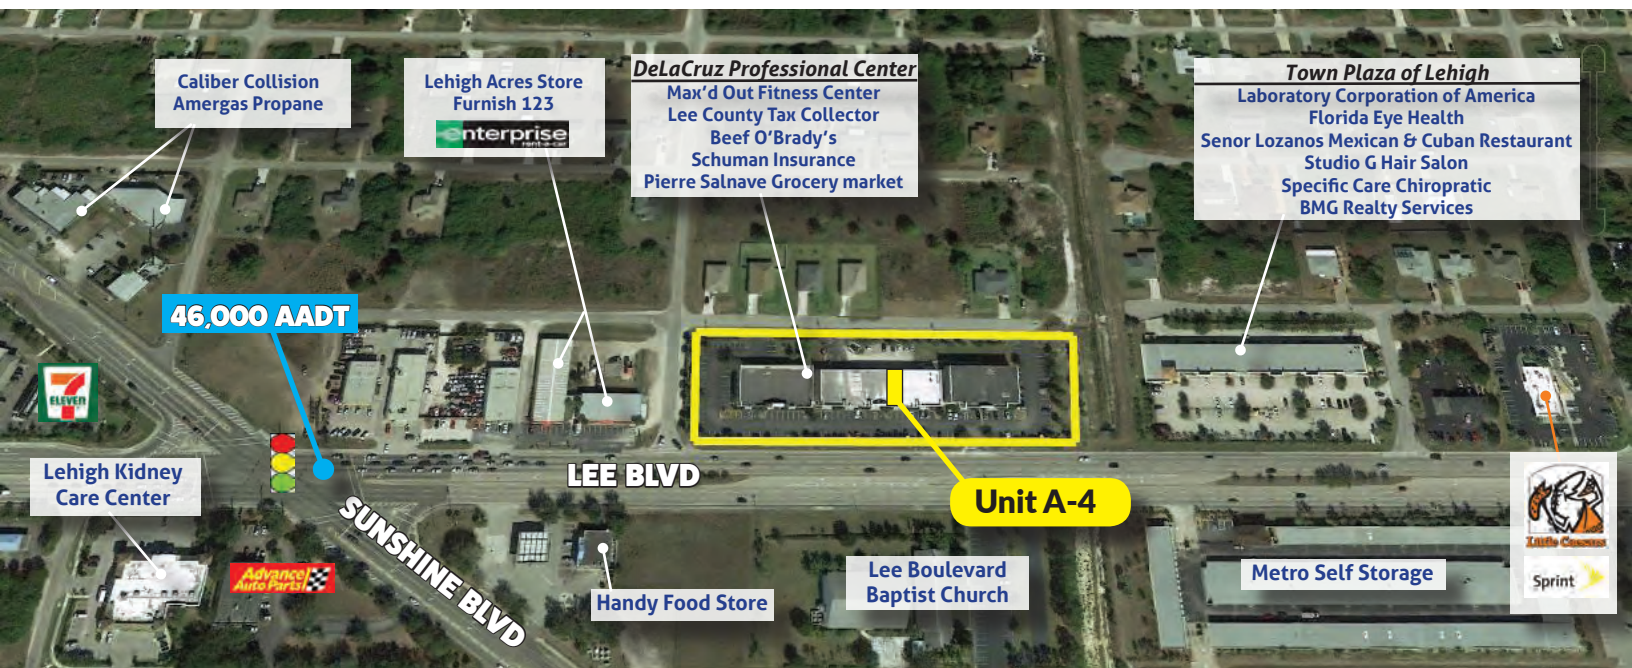 Caliber Collision
Amergas Propane
Lehigh Acres Store
Furnish 123
enterprise
rent-a-car
DeLaCruz Professional Center
Max'd Out Fitness Center
Lee County Tax Collector
Beef O'Brady's
Schuman Insurance
Pierre Salnave Grocery market
Town Plaza of Lehigh
Laboratory Corporation of America
Florida Eye Health
Senor Lozanos Mexican & Cuban Restaurant
Studio G Hair Salon
Specific Care Chiropratic
BMG Realty Services
46,000 AADT
7
ELEVEN
Lehigh Kidney
Care Center
LEE BLVD
SUNSHINE BLVD
Unit A-4
Advance
Auto Parts
Handy Food Store
Lee Boulevard
Baptist Church
Metro Self Storage
Little Caesars
Sprint